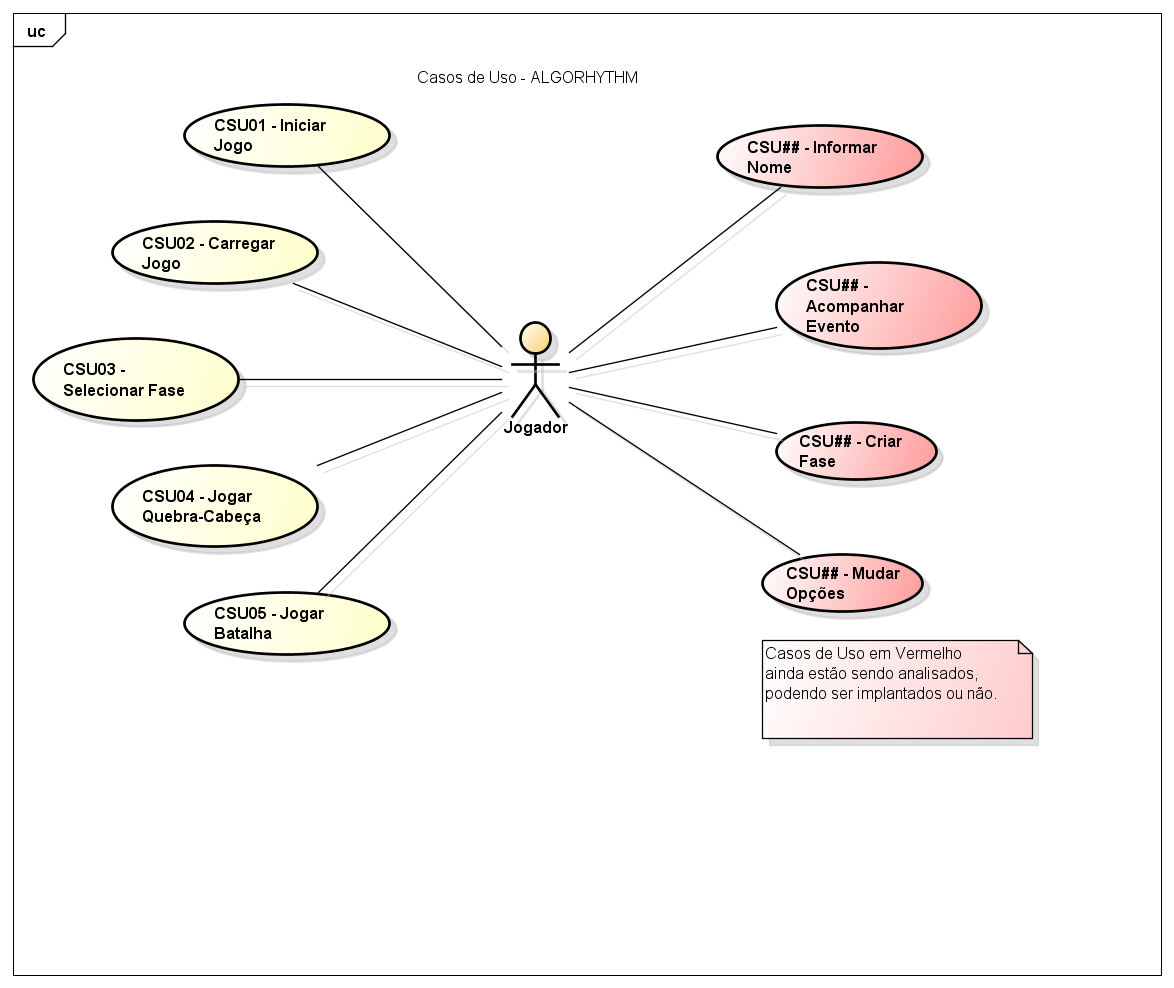 uc
Casos de Uso - ALGORHYTHM
CSU01 - Iniciar
Jogo
CSU02 - Carregar
Jogo
CSU03 -
Selecionar Fase
CSU04 - Jogar
Quebra-Cabeça
CSU05 - Jogar
Batalha
Jogador
CSU## - Informar
Nome
CSU## -
Acompanhar
Evento
CSU## - Criar
Fase
CSU## - Mudar
Opções
Casos de Uso em Vermelho
ainda estão sendo analisados,
podendo ser implantados ou não.